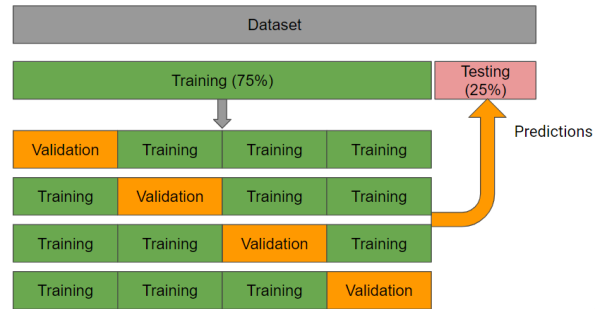 Dataset
Training (75%)
Testing
(25%)
Predictions
Validation Training Training Training
Training Validation Training Training
Training Training Validation Training
Training Training Training Validation